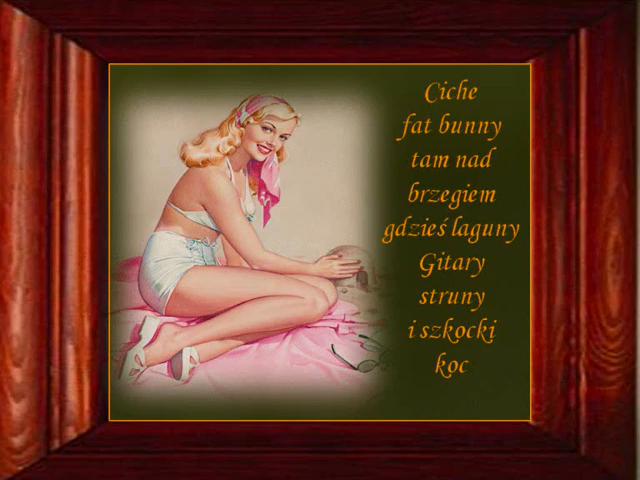 Ciche
fat bunny
tam nad
brzegiem
gdzieś laguny
Gitary
struny
i szkocki
koc